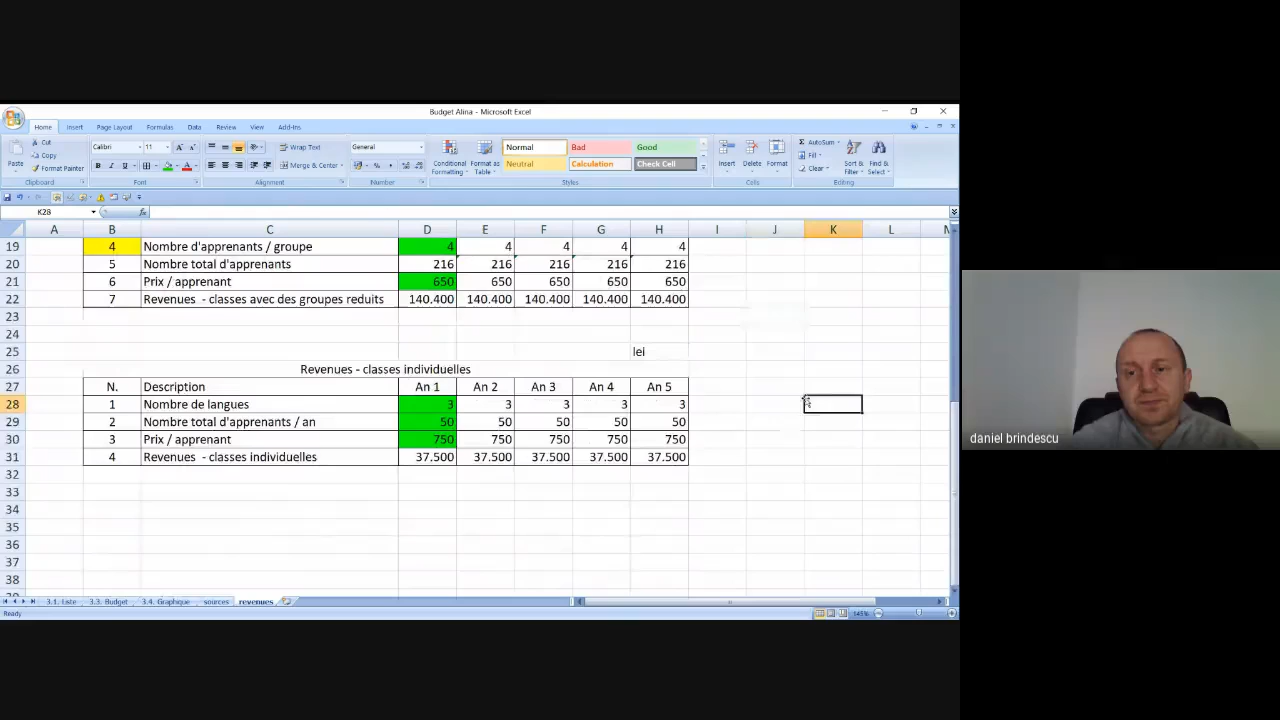 Budget Alina - Microsoft Excel
Home Insert Page Layout Formulas Data Review View Add-Ins
Paste Cut Copy Format Painter Clipboard
Calibri 11 B I U Font
Wrap Text Merge & Center Alignment
General % Number
Conditional Formatting Format as Table Normal Bad Good Neutral Calculation Check Cell Styles
Insert Delete Format Cells
AutoSum Fill Clear Sort & Filter Find & Select Editing
K28 fx
A B C D E F G H I J K L M
19 4 Nombre d'apprenants / groupe 4 4 4 4 4
20 5 Nombre total d'apprenants 216 216 216 216 216
21 6 Prix / apprenant 650 650 650 650 650
22 7 Revenues - classes avec des groupes reduits 140.400 140.400 140.400 140.400 140.400
23
24
25 lei
26 Revenues - classes individuelles
27 N. Description An 1 An 2 An 3 An 4 An 5
28 1 Nombre de langues 3 3 3 3 3
29 2 Nombre total d'apprenants / an 50 50 50 50 50
30 3 Prix / apprenant 750 750 750 750 750
31 4 Revenues - classes individuelles 37.500 37.500 37.500 37.500 37.500
32
33
34
35
36
37
38
3.1. Liste 3.3. Budget 3.4. Graphque sources revenues
Ready 145%
daniel brindescu